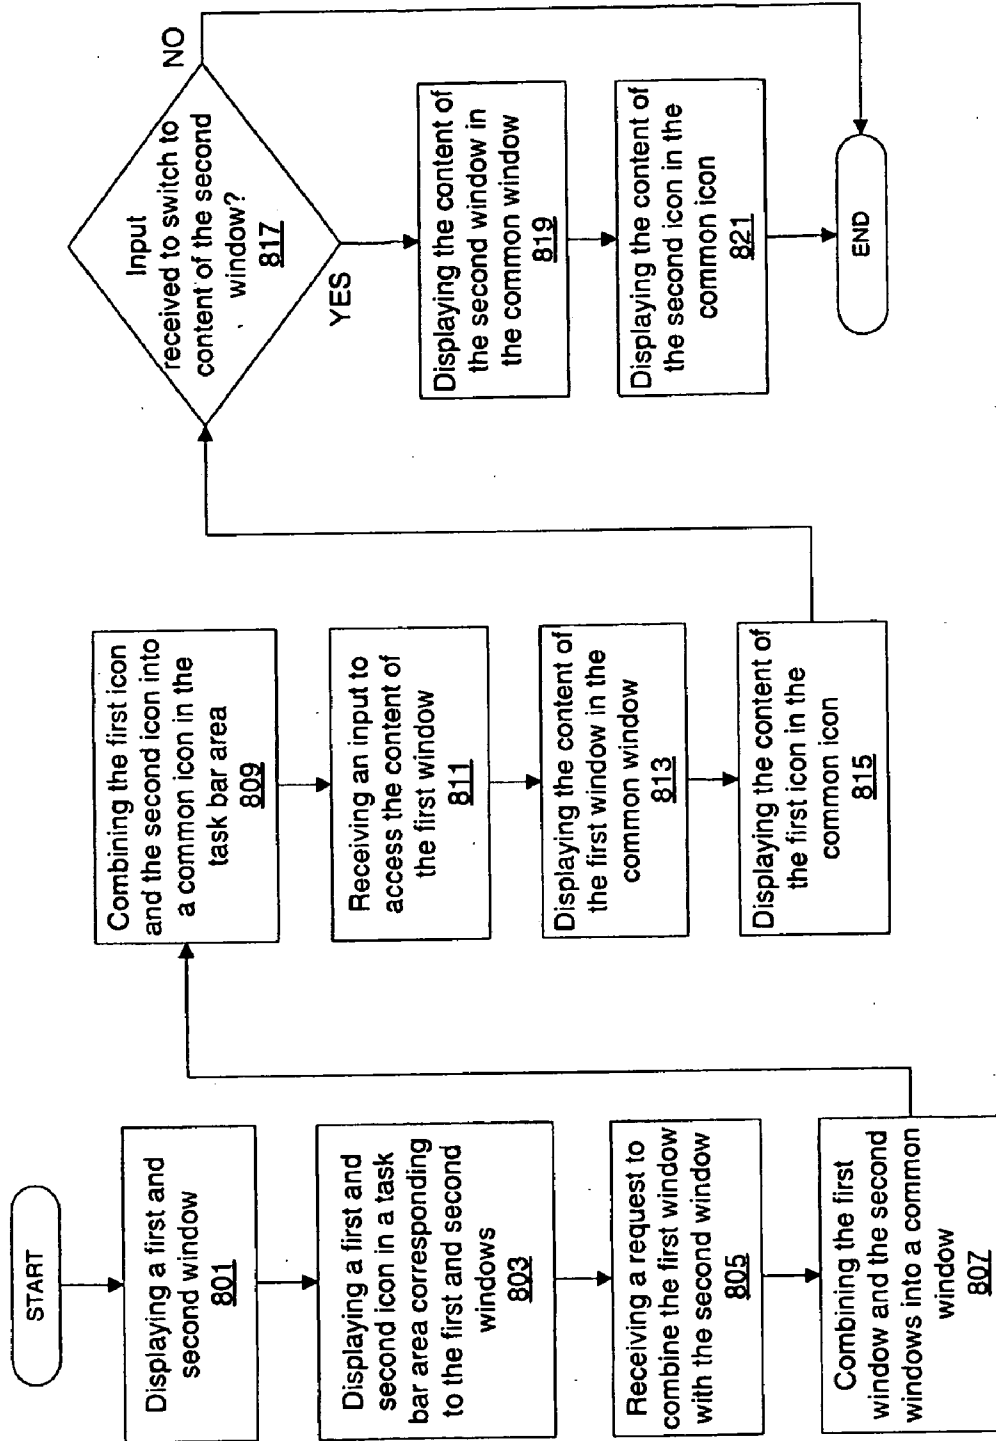 START
Displaying a first and
second window
801
Displaying a first and
second icon in a task
bar area corresponding
to the first and second
windows
803
Receiving a request to
combine the first window
with the second window
805
Combining the first
window and the second
windows into a common
window
807
Combining the first icon
and the second icon into
a common icon in the
task bar area
809
Receiving an input to
access the content of
the first window
811
Displaying the content of
the first window in the
common window
813
Displaying the content of
the first icon in the
common icon
815
Input
received to switch to
content of the second
window?
817
NO
YES
Displaying the content of
the second window in
the common window
819
Displaying the content of
the second icon in the
common icon
821
END